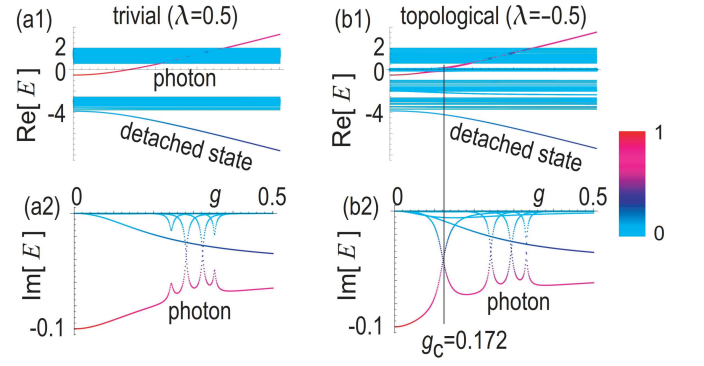 (a1) trivial (λ=0.5)
2
0
-4
Re[ E ]
photon
detached state
(b1) topological (λ=−0.5)
2
0
-4
Re[ E ]
detached state
1
0
(a2)
0
g
0.5
-0.1
Im[ E ]
photon
(b2)
0
g
0.5
-0.1
Im[ E ]
photon
gc=0.172